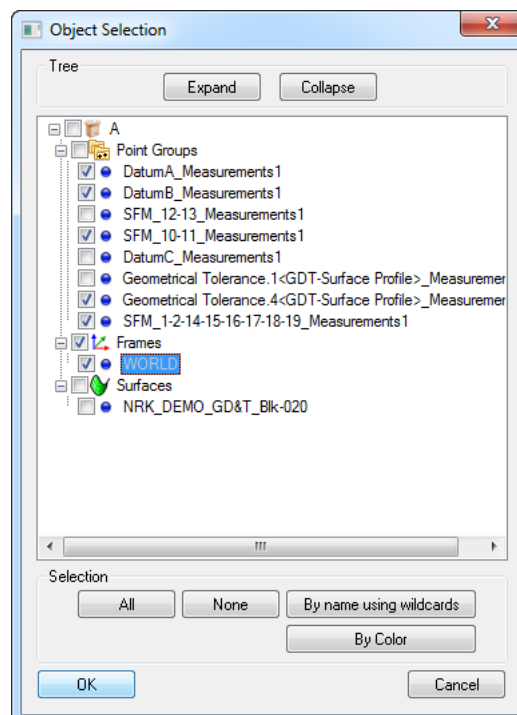 Object Selection
Tree
Expand Collapse
A
Point Groups
DatumA_Measurements1
DatumB_Measurements1
SFM_12-13_Measurements1
SFM_10-11_Measurements1
DatumC_Measurements1
Geometrical Tolerance.1<GDT-Surface Profile>_Measuremer
Geometrical Tolerance.4<GDT-Surface Profile>_Measuremer
SFM_1-2-14-15-16-17-18-19_Measurements1
Frames
WORLD
Surfaces
NRK_DEMO_GD&T_Blk-020
Selection
All None By name using wildcards
By Color
OK Cancel